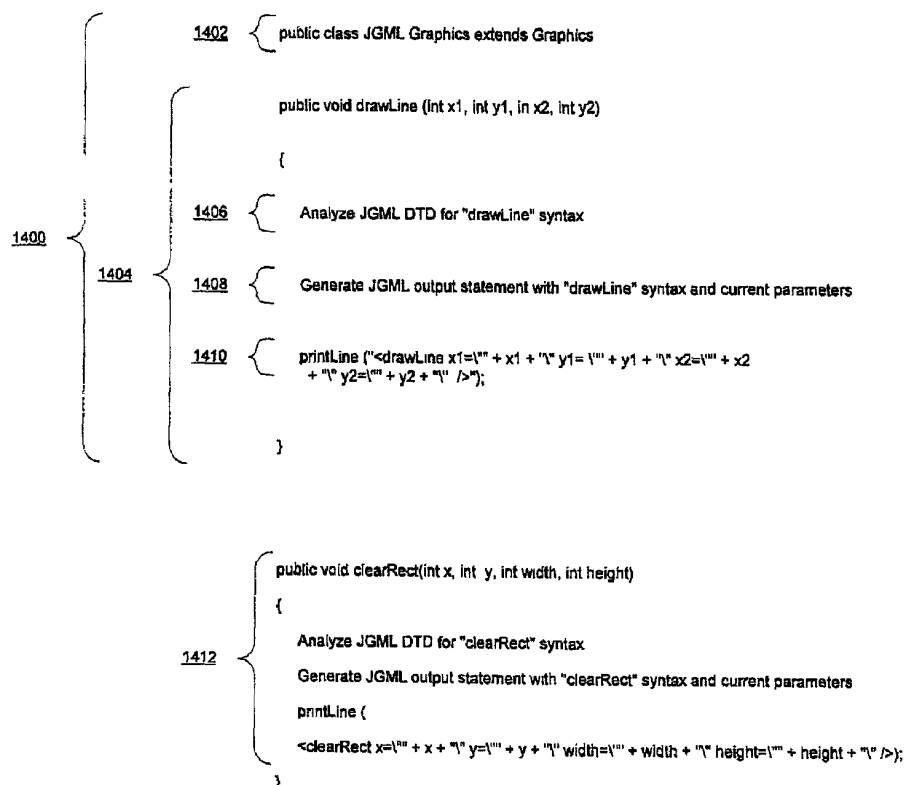 1402 public class JGML Graphics extends Graphics
public void drawLine (int x1, int y1, in x2, int y2)
{
1406 Analyze JGML DTD for "drawLine" syntax
1400
1404
1408 Generate JGML output statement with "drawLine" syntax and current parameters
1410 printLine ("<drawLine x1=\"" + x1 + "\" y1= \"" + y1 + "\" x2=\"" + x2
+ "\" y2=\"" + y2 + "\" />");
}
public void clearRect(int x, int y, int width, int height)
{
Analyze JGML DTD for "clearRect" syntax
1412
Generate JGML output statement with "clearRect" syntax and current parameters
printLine (
<clearRect x=\"" + x + "\" y=\"" + y + "\" width=\"" + width + "\" height=\"" + height + "\" />);
}